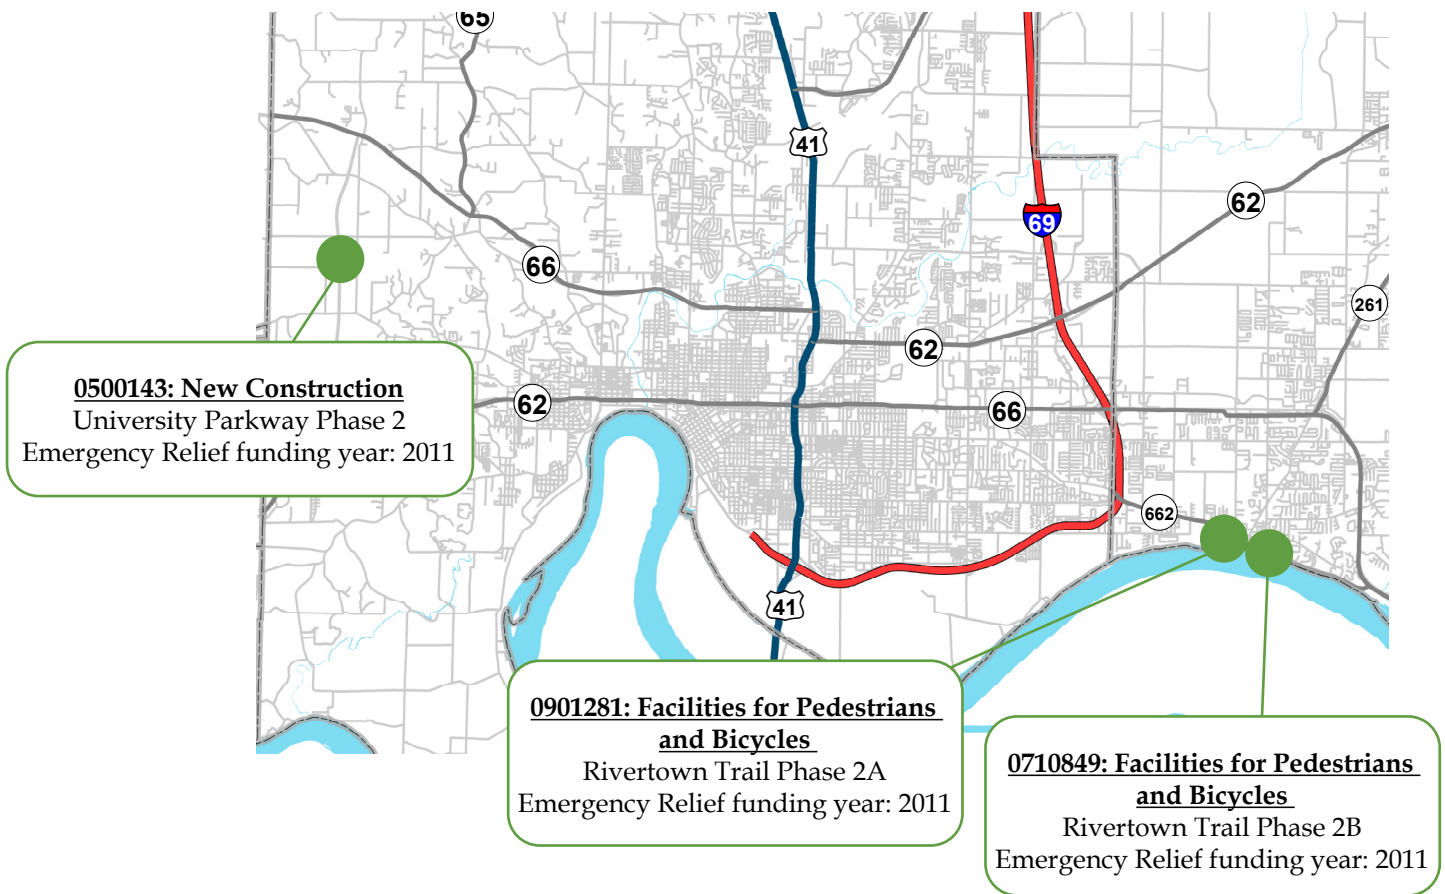 65
41
69
62
66
261
62
0500143: New Construction
University Parkway Phase 2
Emergency Relief funding year: 2011
62
66
662
41
0901281: Facilities for Pedestrians
and Bicycles
Rivertown Trail Phase 2A
Emergency Relief funding year: 2011
0710849: Facilities for Pedestrians
and Bicycles
Rivertown Trail Phase 2B
Emergency Relief funding year: 2011